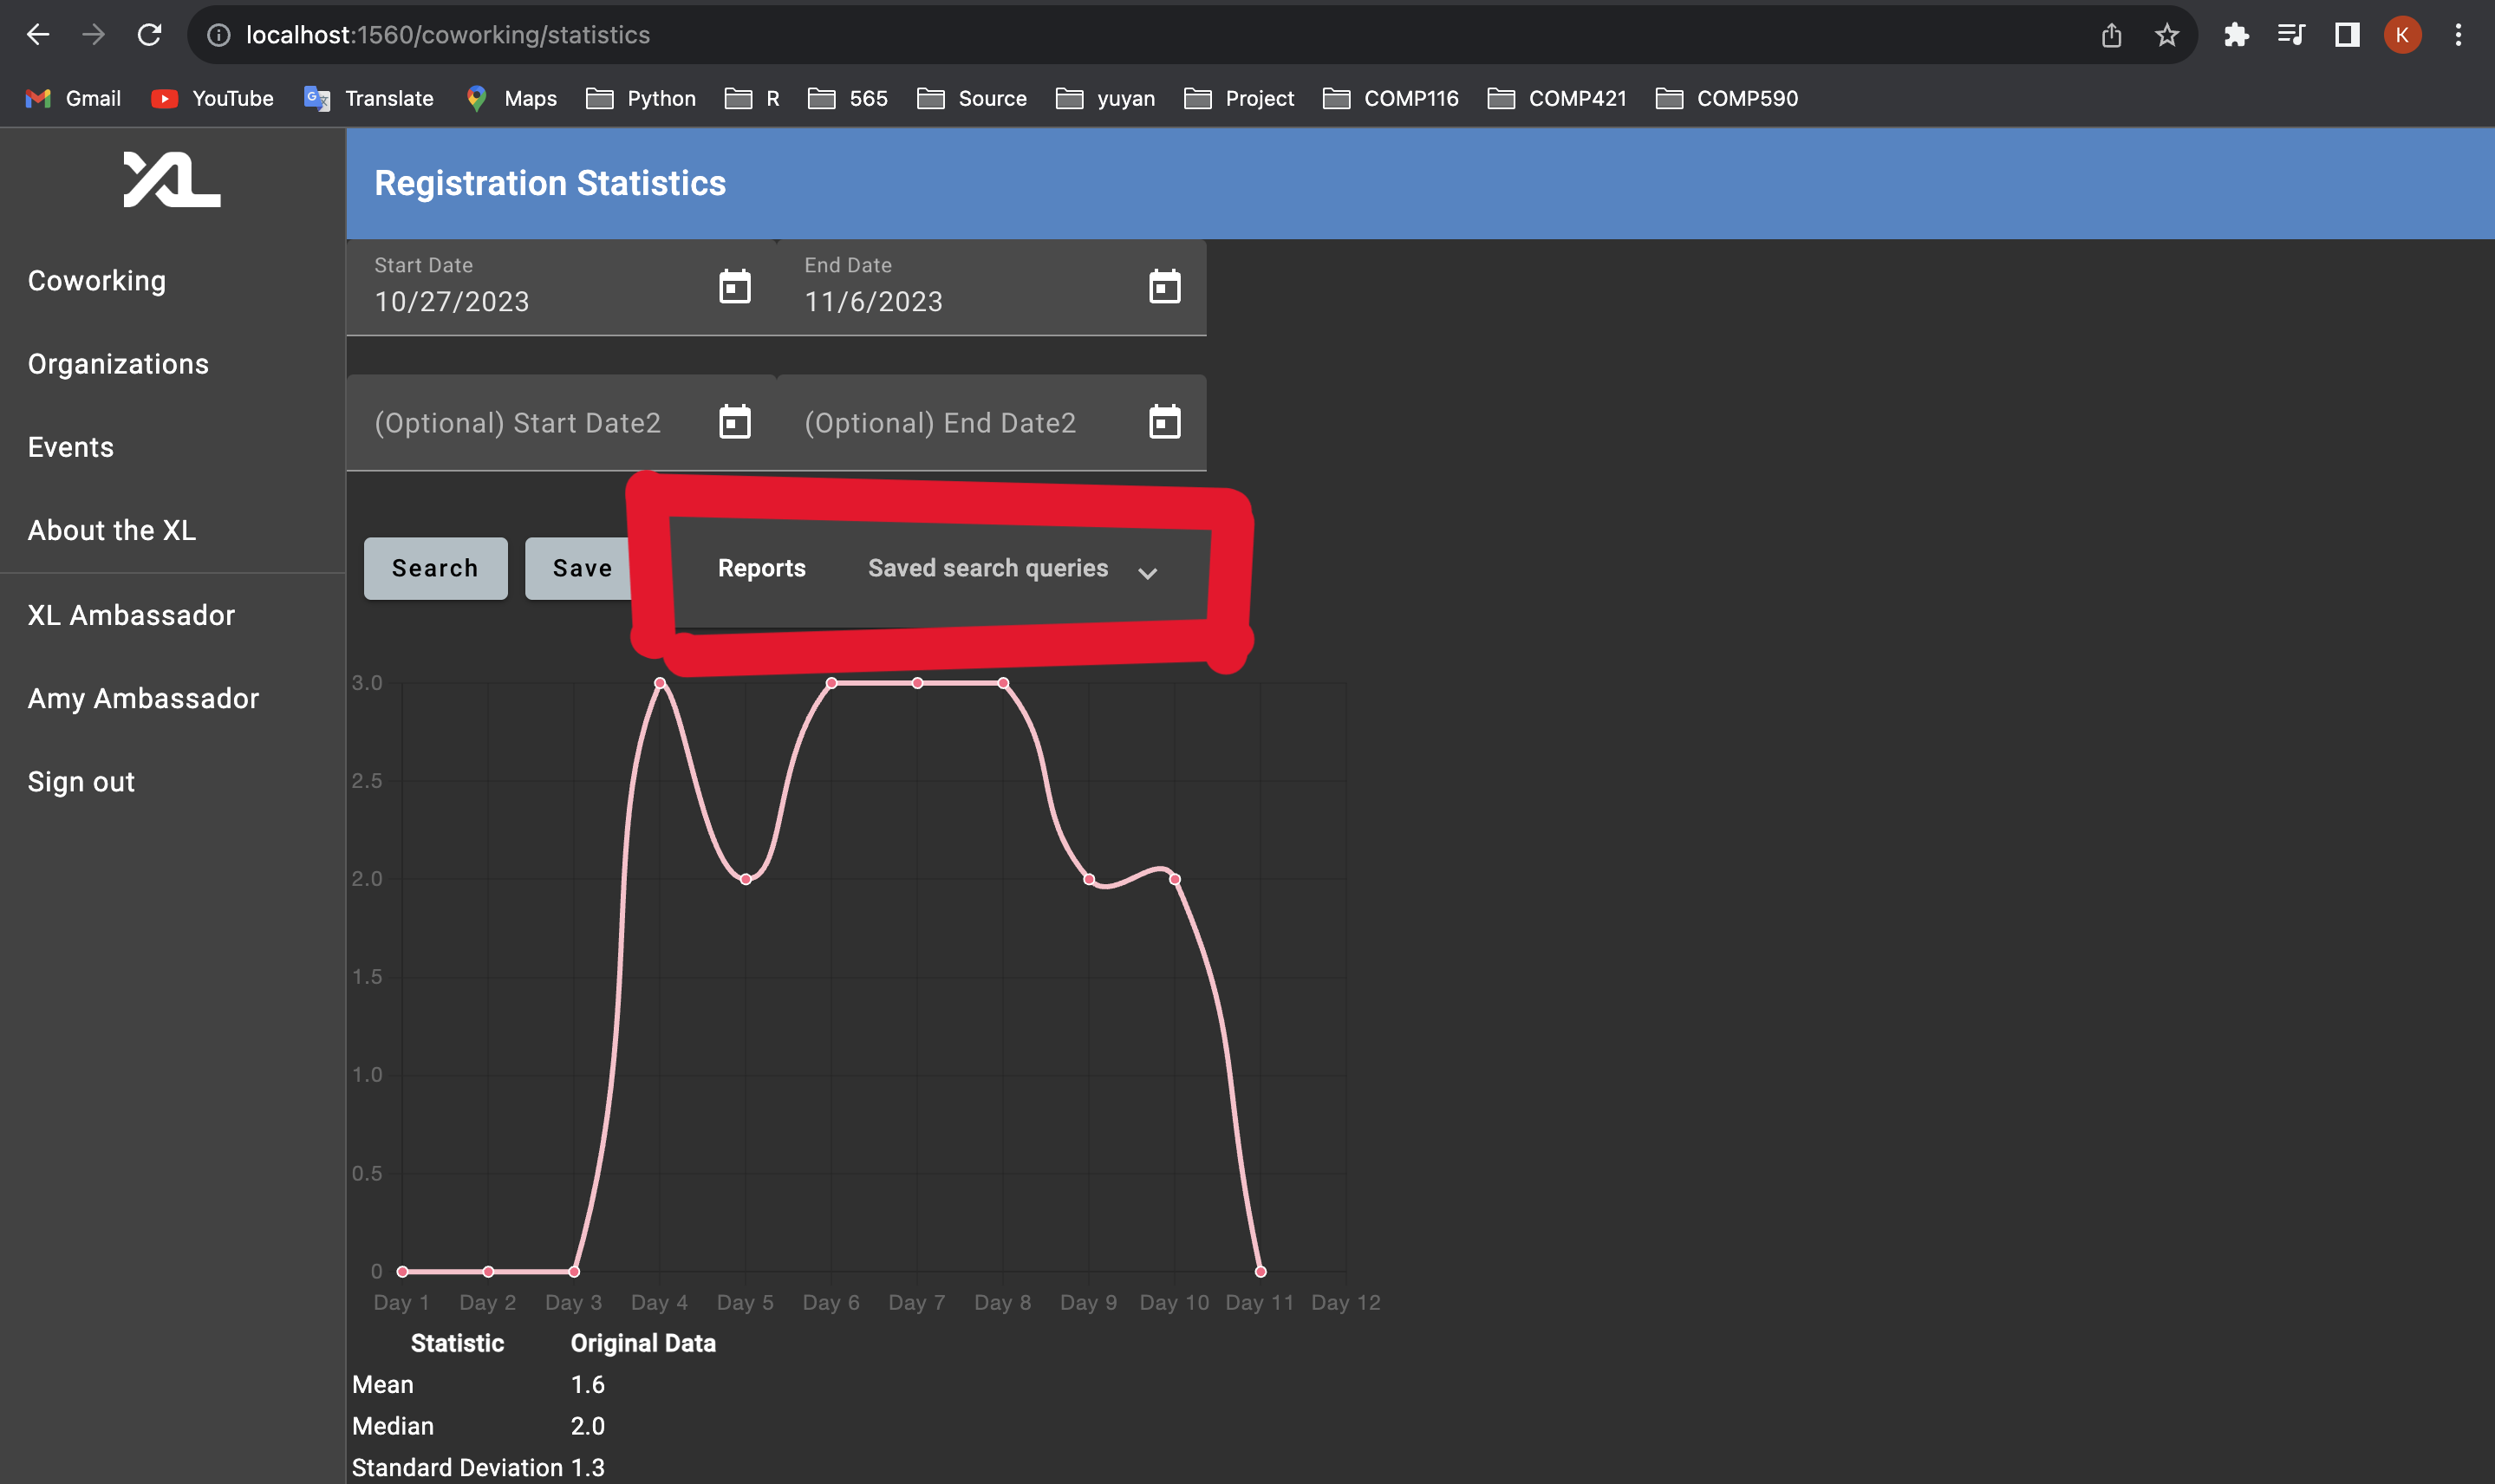 localhost:1560/coworking/statistics
K
Gmail YouTube Translate Maps Python R 565 Source yuyan Project COMP116 COMP421 COMP590
XL
Registration Statistics
Coworking
Organizations
Events
About the XL
XL Ambassador
Amy Ambassador
Sign out
Start Date End Date
10/27/2023 11/6/2023
(Optional) Start Date2 (Optional) End Date2
Search Save Reports Saved search queries
3.0
2.5
2.0
1.5
1.0
0.5
0
Day 1 Day 2 Day 3 Day 4 Day 5 Day 6 Day 7 Day 8 Day 9 Day 10 Day 11 Day 12
Statistic Original Data
Mean 1.6
Median 2.0
Standard Deviation 1.3